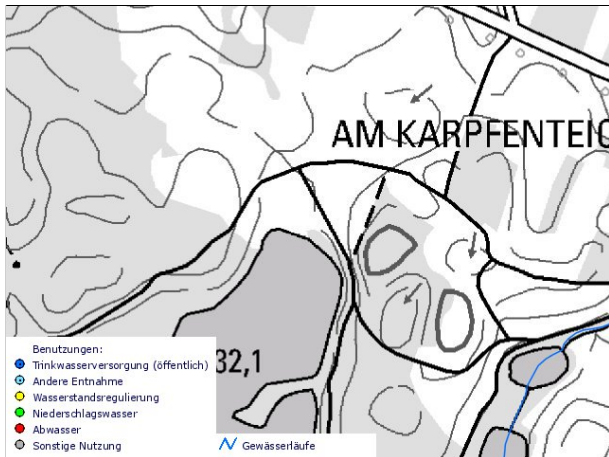 AM KARPFENTEIC
32,1
Benutzungen:
Trinkwasserversorgung (öffentlich)
Andere Entnahme
Wasserstandsregulierung
Niederschlagswasser
Abwasser
Sonstige Nutzung
Gewässerläufe